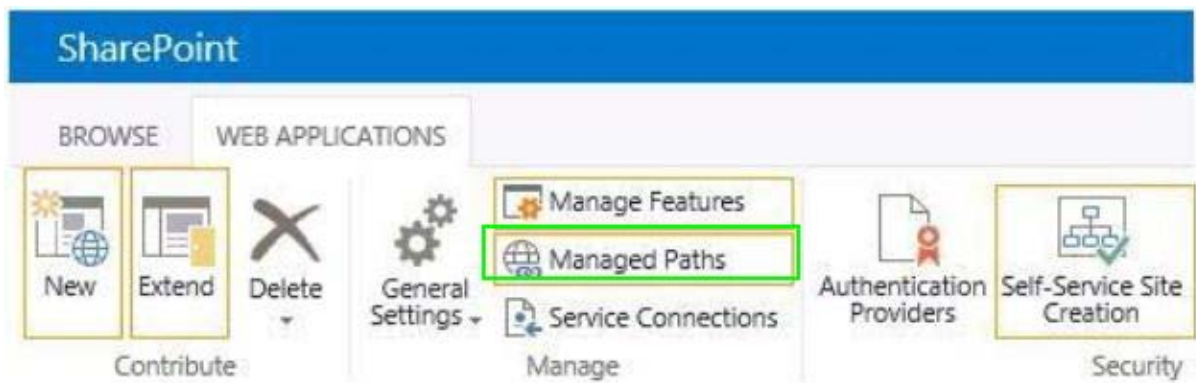 SharePoint
BROWSE
WEB APPLICATIONS
New
Extend
Delete
General
Settings
Manage Features
Managed Paths
Service Connections
Authentication
Providers
Self-Service Site
Creation
Contribute
Manage
Security